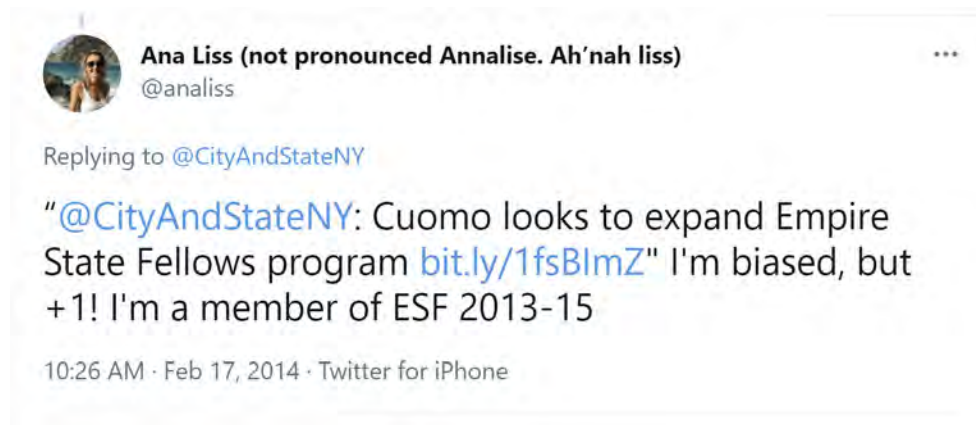 Ana Liss (not pronounced Annalise. Ah’nah liss)
@analiss
Replying to @CityAndStateNY
“@CityAndStateNY: Cuomo looks to expand Empire
State Fellows program bit.ly/1fsBImZ" I'm biased, but
+1! I'm a member of ESF 2013-15
10:26 AM · Feb 17, 2014 · Twitter for iPhone